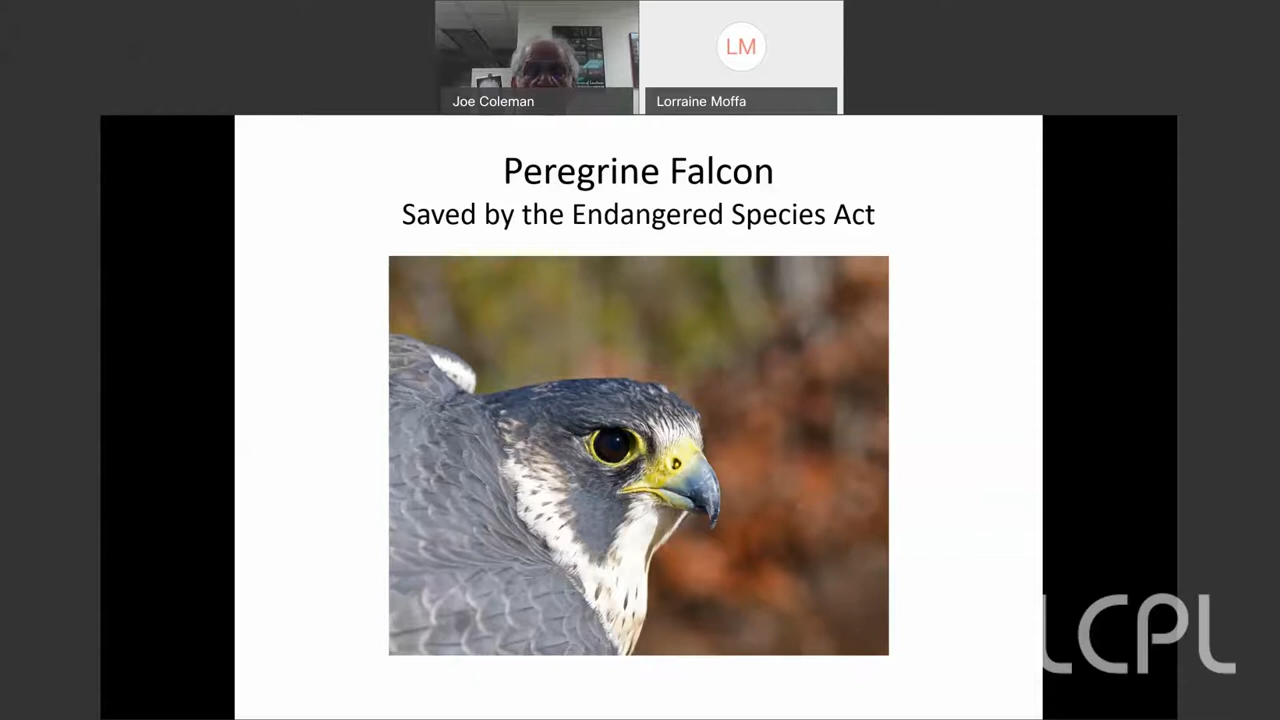 LM
Joe Coleman
Lorraine Moffa
Peregrine Falcon
Saved by the Endangered Species Act
LCPL